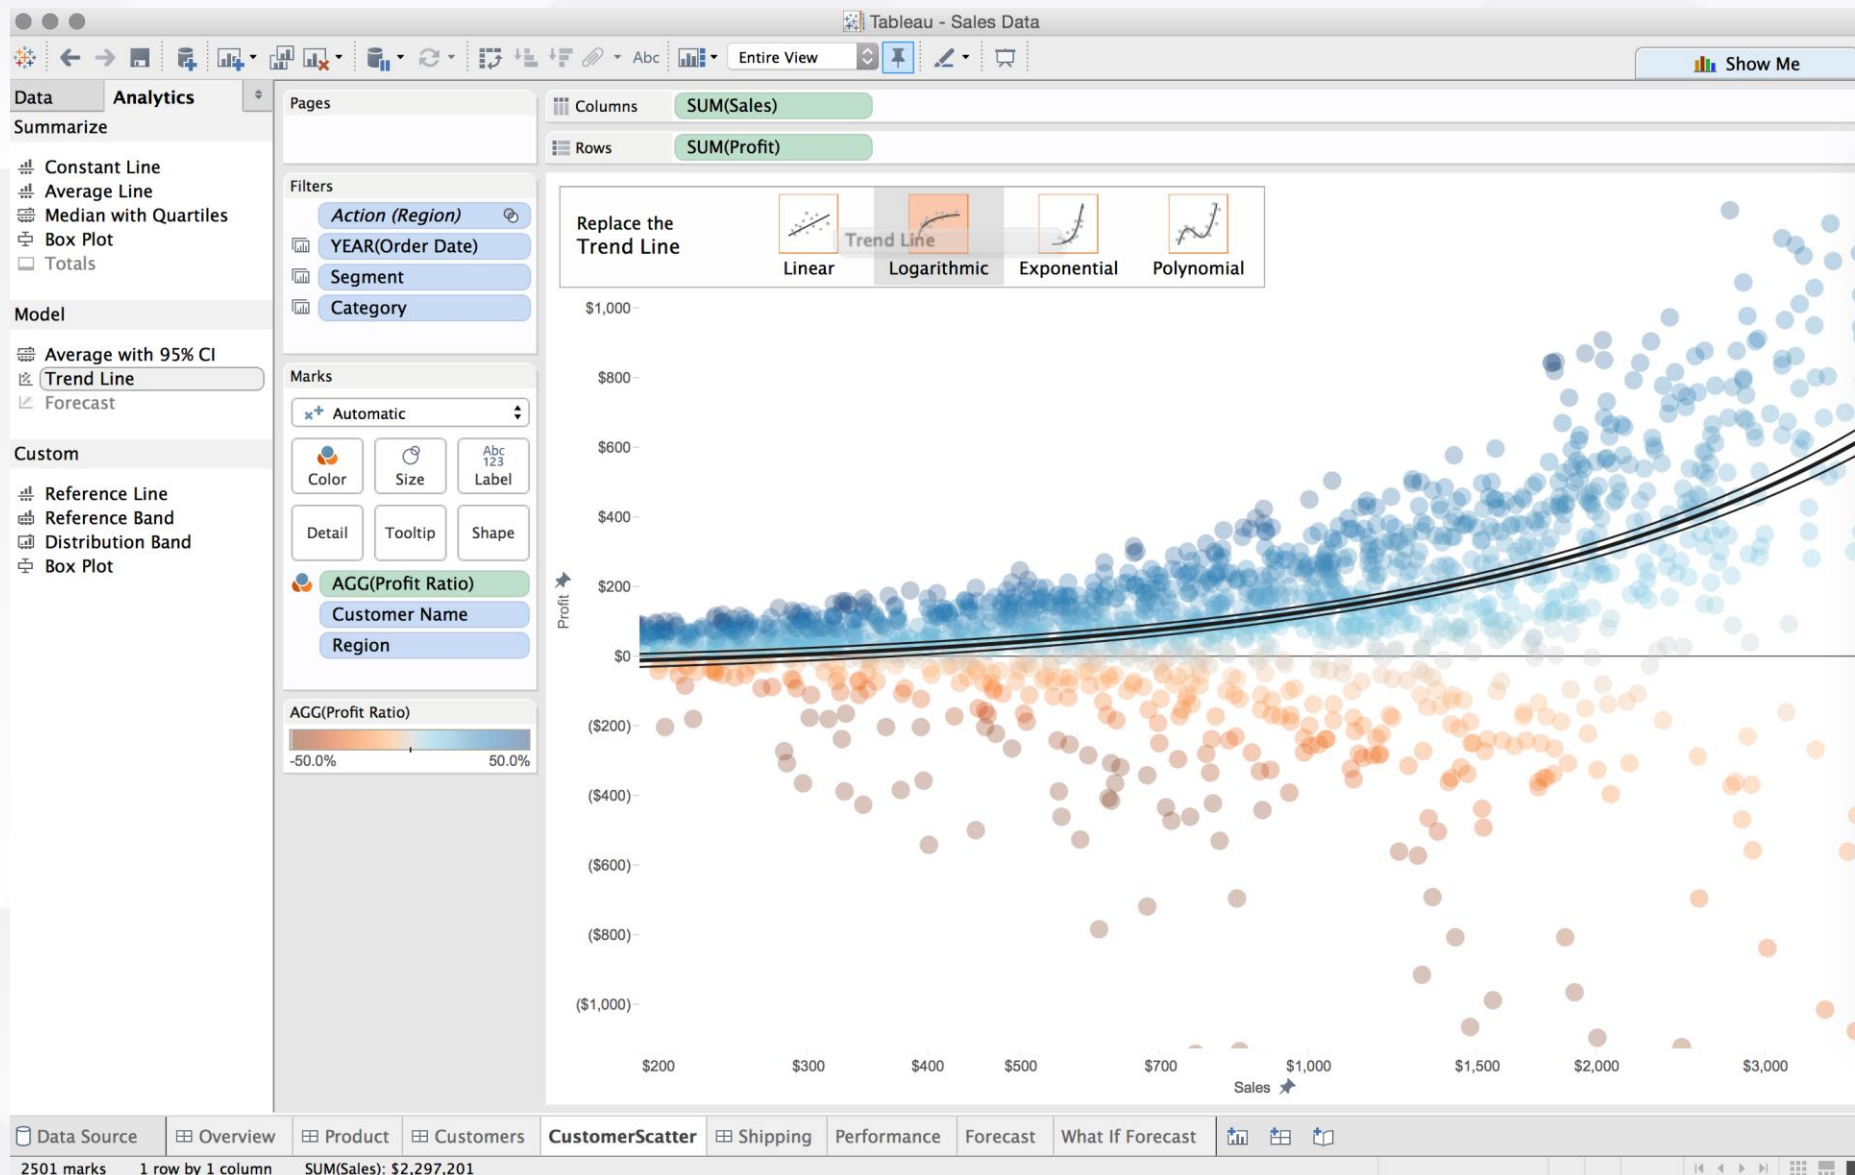 Tableau - Sales Data
Abc
Entire View
Show Me
Data
Analytics
Summarize
Constant Line
Average Line
Median with Quartiles
Box Plot
Totals
Model
Average with 95% CI
Trend Line
Forecast
Custom
Reference Line
Reference Band
Distribution Band
Box Plot
Pages
Filters
Action (Region)
YEAR(Order Date)
Segment
Category
Marks
Automatic
Color
Size
Abc
123
Label
Detail
Tooltip
Shape
AGG(Profit Ratio)
Customer Name
Region
AGG(Profit Ratio)
-50.0% 50.0%
Columns SUM(Sales)
Rows SUM(Profit)
Replace the
Trend Line
Trend Line
Linear Logarithmic Exponential Polynomial
$1,000
$800
$600
$400
$200
$0
($200)
($400)
($600)
($800)
($1,000)
Profit
$200 $300 $400 $500 $700 $1,000 $1,500 $2,000 $3,000
Sales
Data Source Overview Product Customers CustomerScatter Shipping Performance Forecast What If Forecast
2501 marks 1 row by 1 column SUM(Sales): $2,297,201